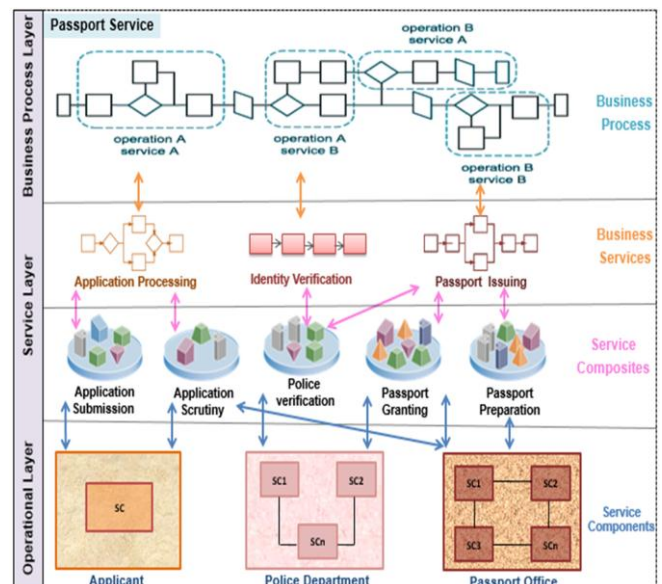 Business Process Layer
Passport Service
operation B
service A
Business
Process
operation A
service A
operation A
service B
operation B
service B
Service Layer
Business
Services
Application Processing
Identity Verification
Passport Issuing
Service
Composites
Application
Submission
Application
Scrutiny
Police
verification
Passport
Granting
Passport
Preparation
Operational Layer
SC
SC1
SC2
SCn
SC1
SC2
SC3
SCn
Service
Components
Applicant
Police Department
Passport Office